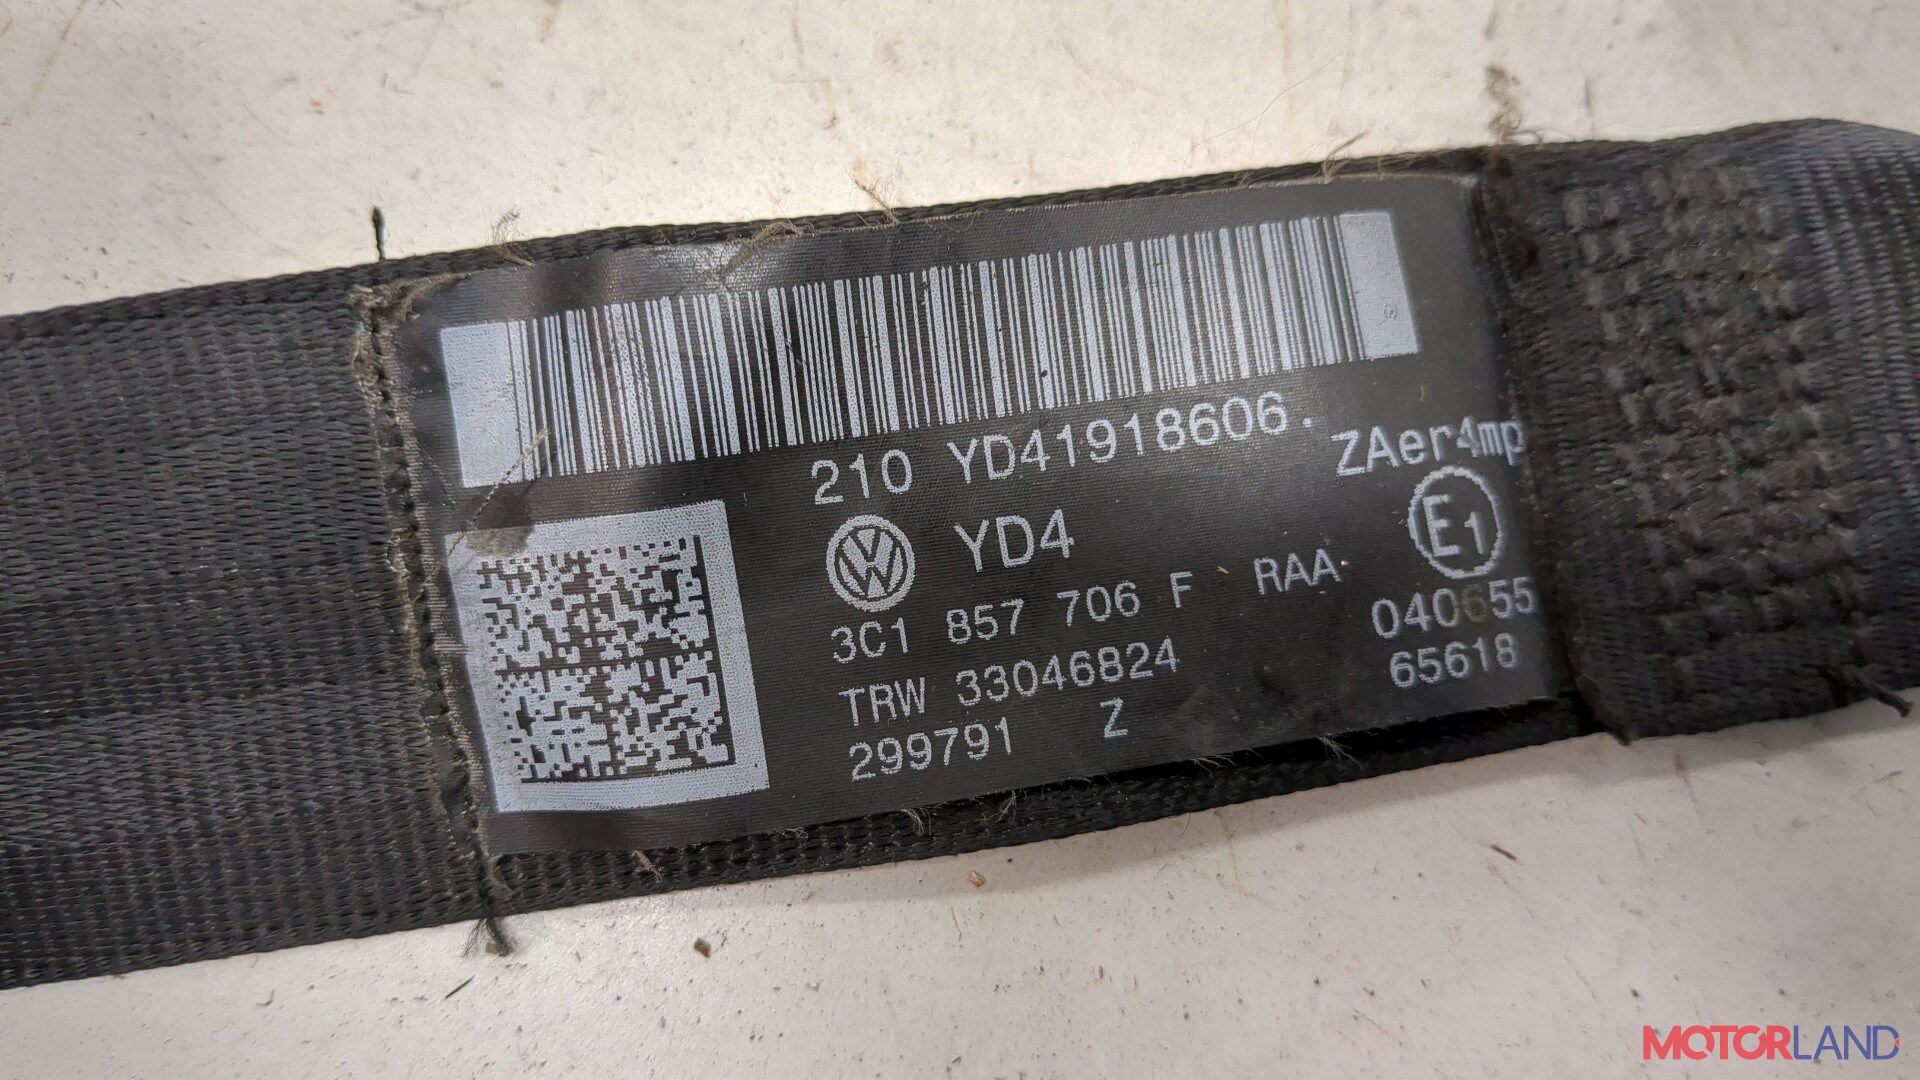 210 YD41918606.
ZAer4mp
YD4
E1
3C1 857 706 F RAA
040655
TRW 33046824
65618
299791 Z
MOTORLAND